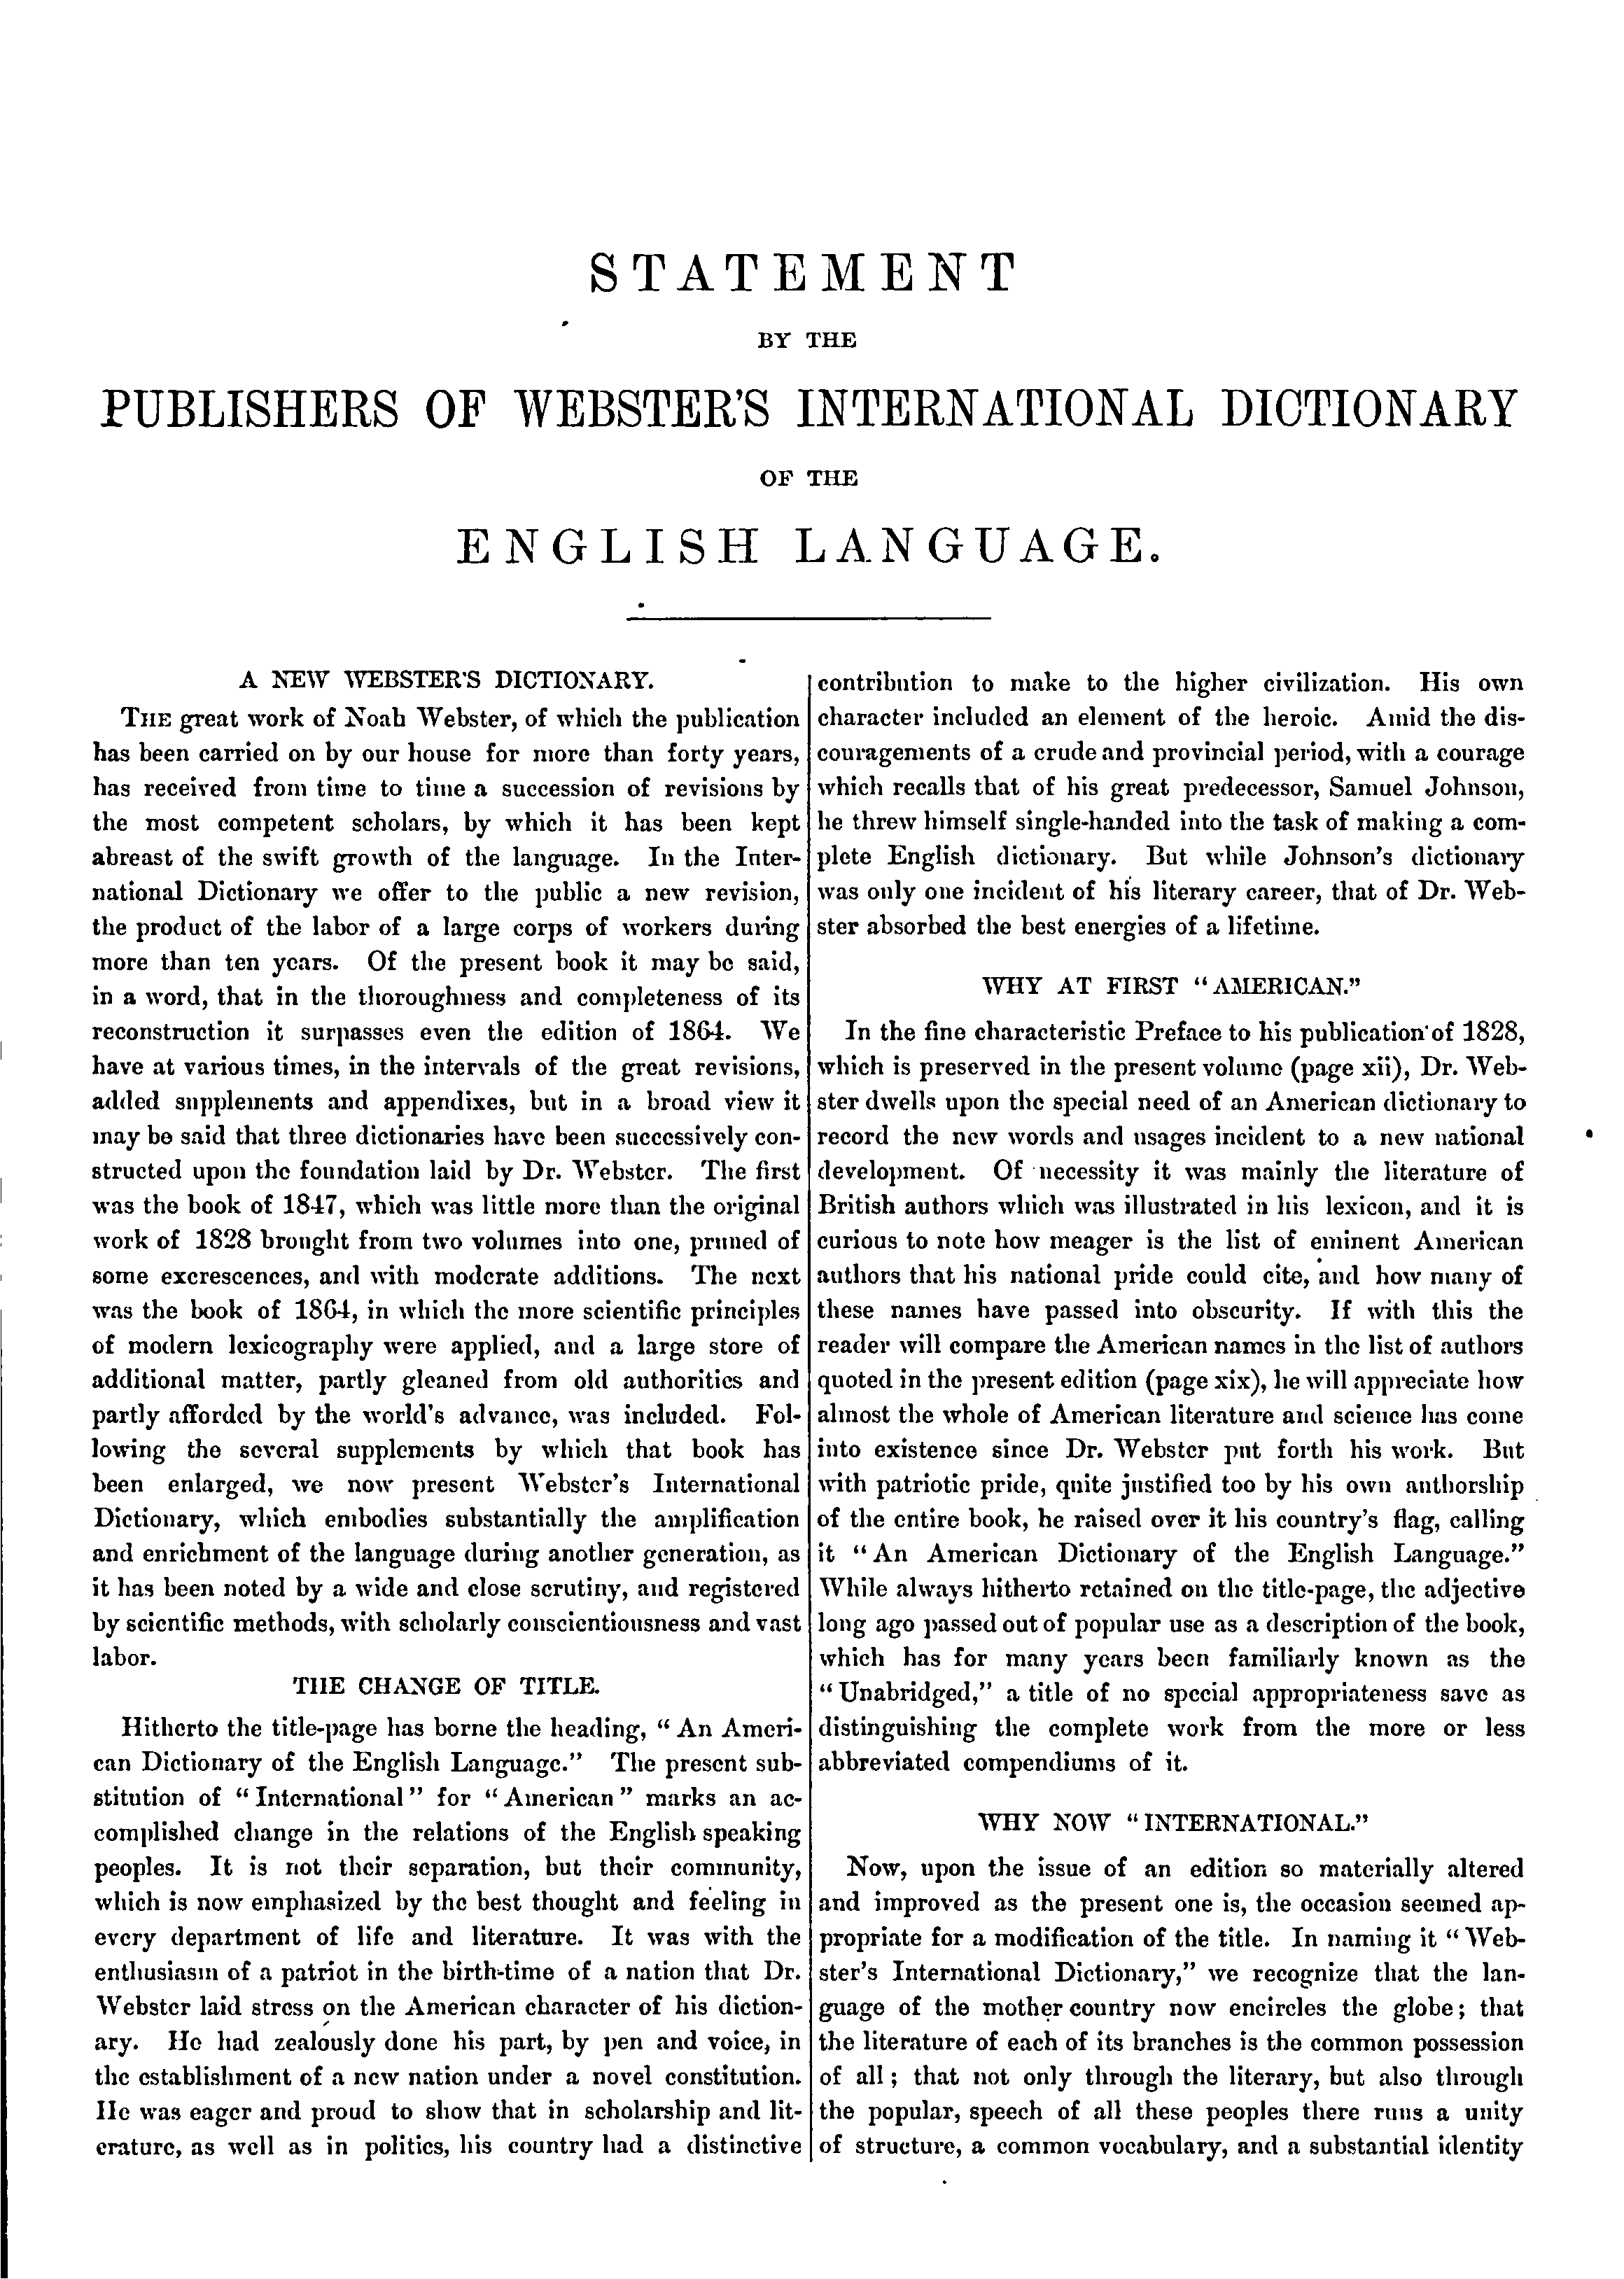 STATEMENT
BY THE
PUBLISHERS OF WEBSTER'S INTERNATIONAL DICTIONARY
OF THE
ENGLISH LANGUAGE.
A NEW WEBSTER'S DICTIONARY.
THE great work of Noah Webster, of which the publication
has been carried on by our house for more than forty years,
has received from time to time a succession of revisions by
the most competent scholars, by which it has been kept
abreast of the swift growth of the language. In the Inter-
national Dictionary we offer to the public a new revision,
the product of the labor of a large corps of workers during
more than ten years. Of the present book it may be said,
in a word, that in the thoroughness and completeness of its
reconstruction it surpasses even the edition of 1864. We
have at various times, in the intervals of the great revisions,
added supplements and appendixes, but in a broad view it
may be said that three dictionaries have been successively con-
structed upon the foundation laid by Dr. Webster. The first
was the book of 1847, which was little more than the original
work of 1828 brought from two volumes into one, pruned of
some excrescences, and with moderate additions. The next
was the book of 1864, in which the more scientific principles
of modern lexicography were applied, and a large store of
additional matter, partly gleaned from old authorities and
partly afforded by the world's advance, was included. Fol-
lowing the several supplements by which that book has
been enlarged, we now present Webster's International
Dictionary, which embodies substantially the amplification
and enrichment of the language during another generation, as
it has been noted by a wide and close scrutiny, and registered
by scientific methods, with scholarly conscientiousness and vast
labor.
THE CHANGE OF TITLE.
Hitherto the title-page has borne the heading, "An Ameri-
can Dictionary of the English Language." The present sub-
stitution of "International" for "American" marks an ac-
complished change in the relations of the English speaking
peoples. It is not their separation, but their community,
which is now emphasized by the best thought and feeling in
every department of life and literature. It was with the
enthusiasm of a patriot in the birth-time of a nation that Dr.
Webster laid stress on the American character of his diction-
ary. He had zealously done his part, by pen and voice, in
the establishment of a new nation under a novel constitution.
He was eager and proud to show that in scholarship and lit-
erature, as well as in politics, his country had a distinctive
contribution to make to the higher civilization. His own
character included an element of the heroic. Amid the dis-
couragements of a crude and provincial period, with a courage
which recalls that of his great predecessor, Samuel Johnson,
he threw himself single-handed into the task of making a com-
plete English dictionary. But while Johnson's dictionary
was only one incident of his literary career, that of Dr. Web-
ster absorbed the best energies of a lifetime.
WHY AT FIRST "AMERICAN."
In the fine characteristic Preface to his publication of 1828,
which is preserved in the present volume (page xii), Dr. Web-
ster dwells upon the special need of an American dictionary to
record the new words and usages incident to a new national
development. Of necessity it was mainly the literature of
British authors which was illustrated in his lexicon, and it is
curious to note how meager is the list of eminent American
authors that his national pride could cite, and how many of
these names have passed into obscurity. If with this the
reader will compare the American names in the list of authors
quoted in the present edition (page xix), he will appreciate how
almost the whole of American literature and science has come
into existence since Dr. Webster put forth his work. But
with patriotic pride, quite justified too by his own authorship
of the entire book, he raised over it his country's flag, calling
it "An American Dictionary of the English Language."
While always hitherto retained on the title-page, the adjective
long ago passed out of popular use as a description of the book,
which has for many years been familiarly known as the
"Unabridged," a title of no special appropriateness save as
distinguishing the complete work from the more or less
abbreviated compendiums of it.
WHY NOW "INTERNATIONAL."
Now, upon the issue of an edition so materially altered
and improved as the present one is, the occasion seemed ap-
propriate for a modification of the title. In naming it "Web-
ster's International Dictionary," we recognize that the lan-
guage of the mother country now encircles the globe; that
the literature of each of its branches is the common possession
of all; that not only through the literary, but also through
the popular, speech of all these peoples there runs a unity
of structure, a common vocabulary, and a substantial identity